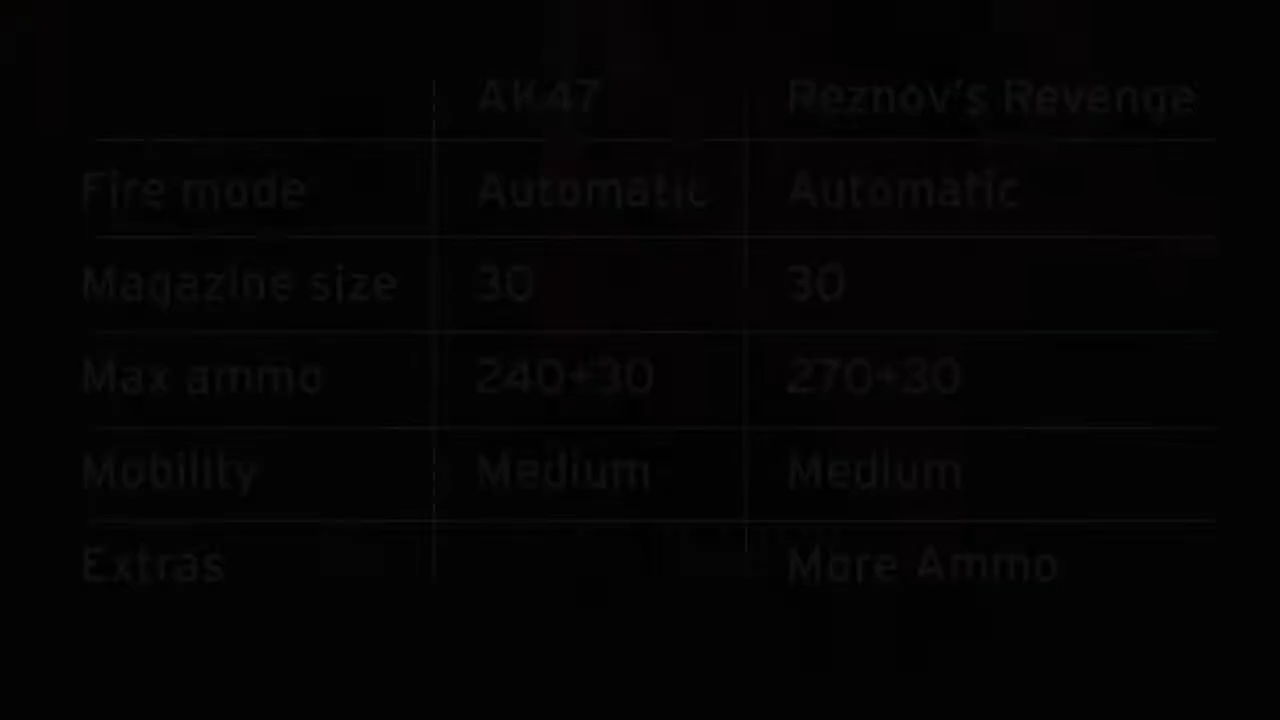 AK47 Reznov's Revenge
Fire mode Automatic Automatic
Magazine size 30 30
Max ammo 240+30 270+30
Mobility Medium Medium
Extras More Ammo